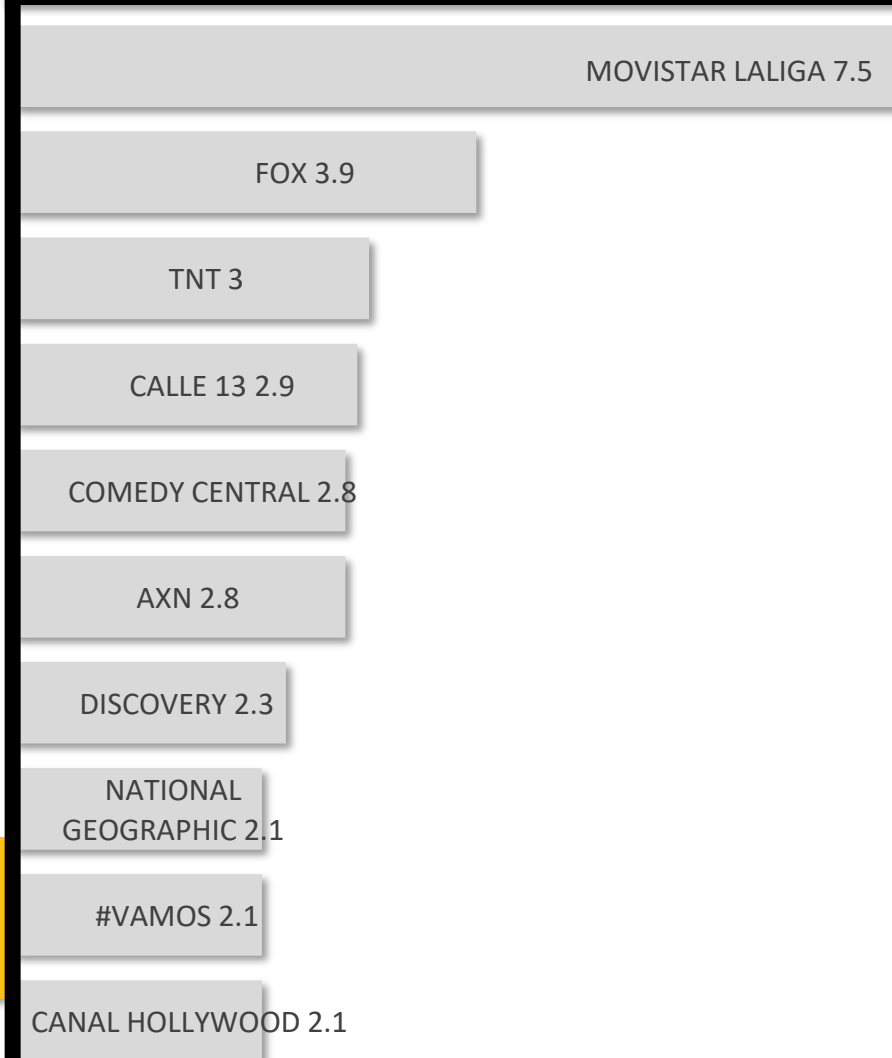 MOVISTAR LALIGA 7.5
FOX 3.9
TNT 3
CALLE 13 2.9
COMEDY CENTRAL 2.8
AXN 2.8
DISCOVERY 2.3
NATIONAL
GEOGRAPHIC 2.1
#VAMOS 2.1
CANAL HOLLYWOOD 2.1